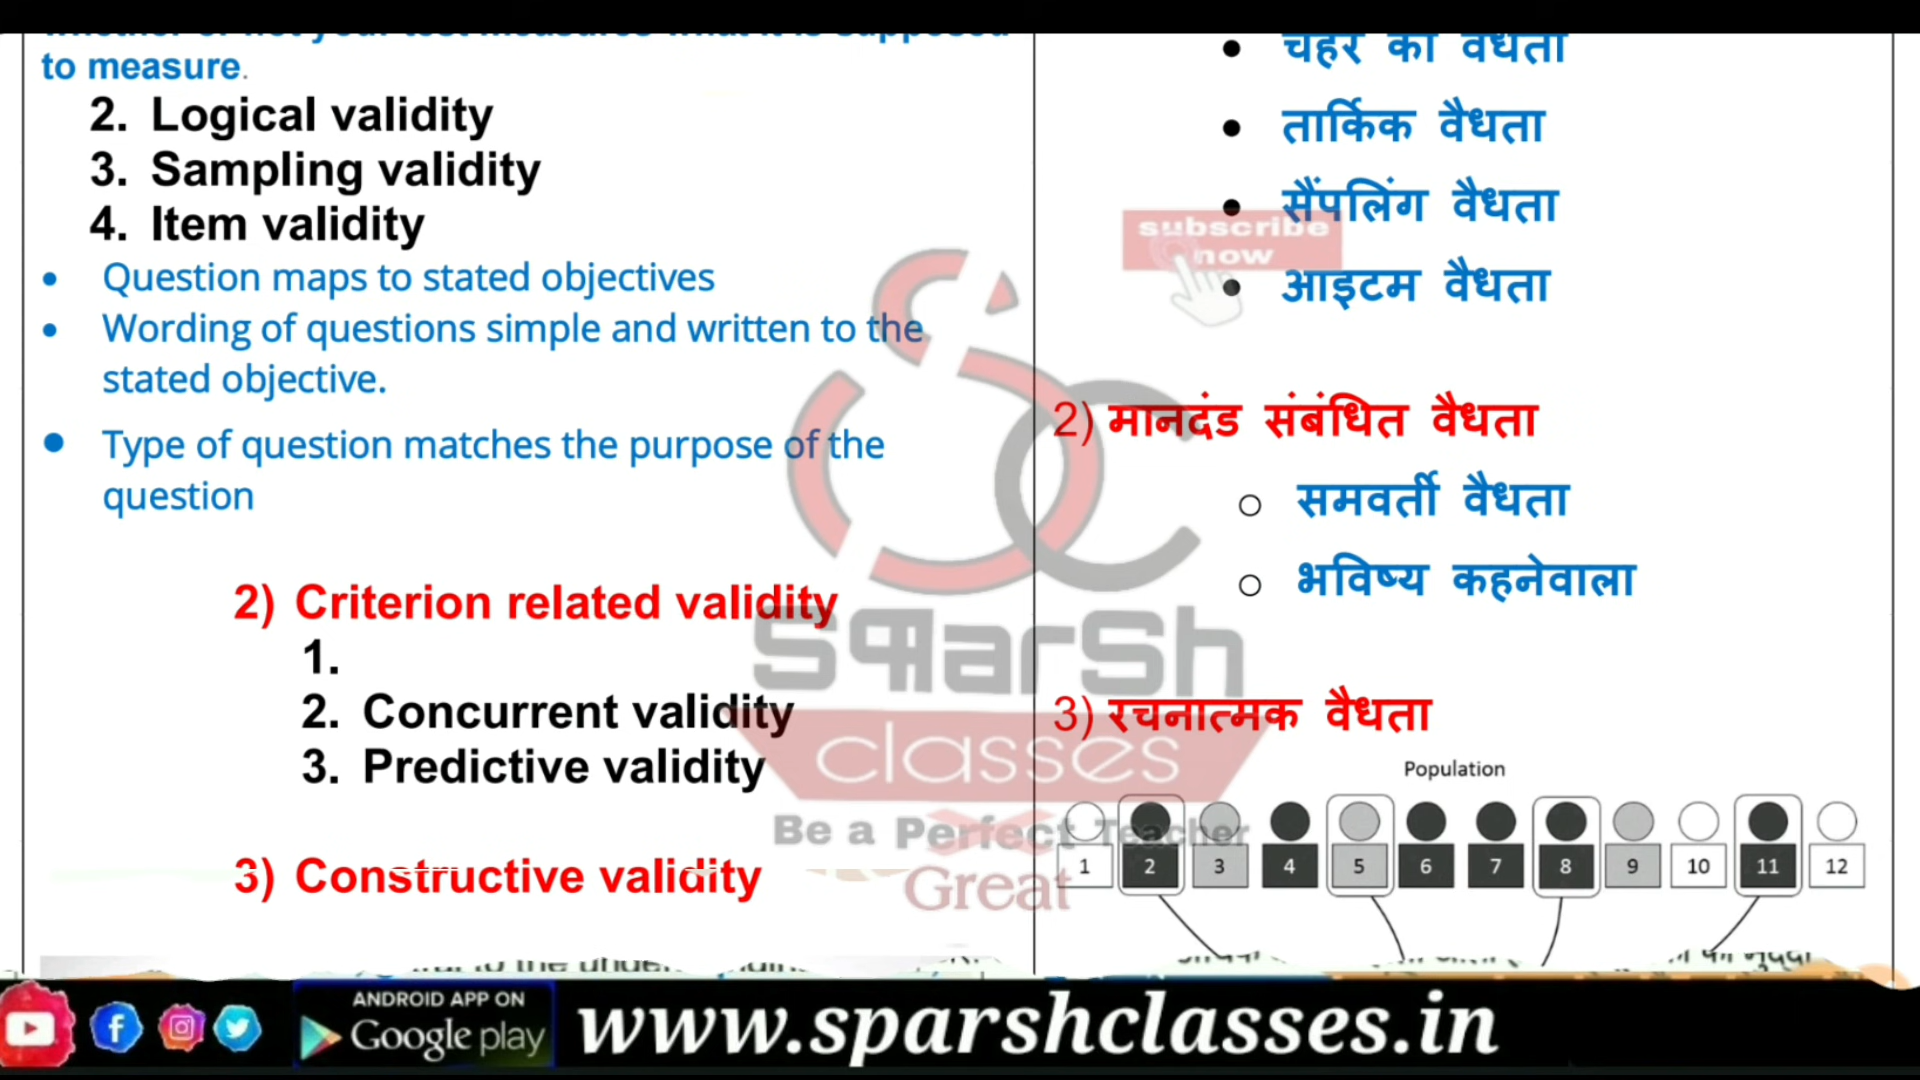 to measure.
2. Logical validity
3. Sampling validity
4. Item validity
• Question maps to stated objectives
• Wording of questions simple and written to the
stated objective.
• Type of question matches the purpose of the
question
2) Criterion related validity
1.
2. Concurrent validity
3. Predictive validity
3) Constructive validity
• चेहरे की वैधता
• तार्किक वैधता
• सैंपलिंग वैधता
• आइटम वैधता
2) मानदंड संबंधित वैधता
○ समवर्ती वैधता
○ भविष्य कहनेवाला
3) रचनात्मक वैधता
Population
1 2 3 4 5 6 7 8 9 10 11 12
subscribe
now
sparsh
classes
Be a Perfect Teacher
Great
ANDROID APP ON
Google play
www.sparshclasses.in